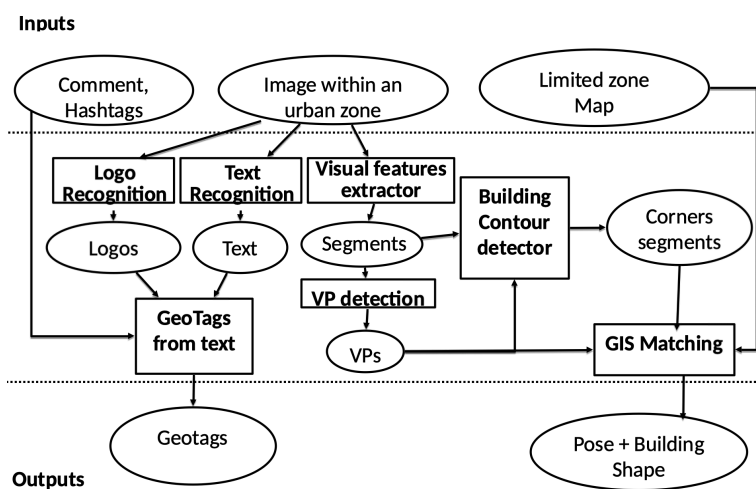 Inputs
Comment,
Hashtags
Image within an
urban zone
Limited zone
Map
Logo
Recognition
Text
Recognition
Visual features
extractor
Building
Contour
detector
Corners
segments
Logos
Text
Segments
VP detection
GeoTags
from text
VPs
GIS Matching
Geotags
Pose + Building
Shape
Outputs